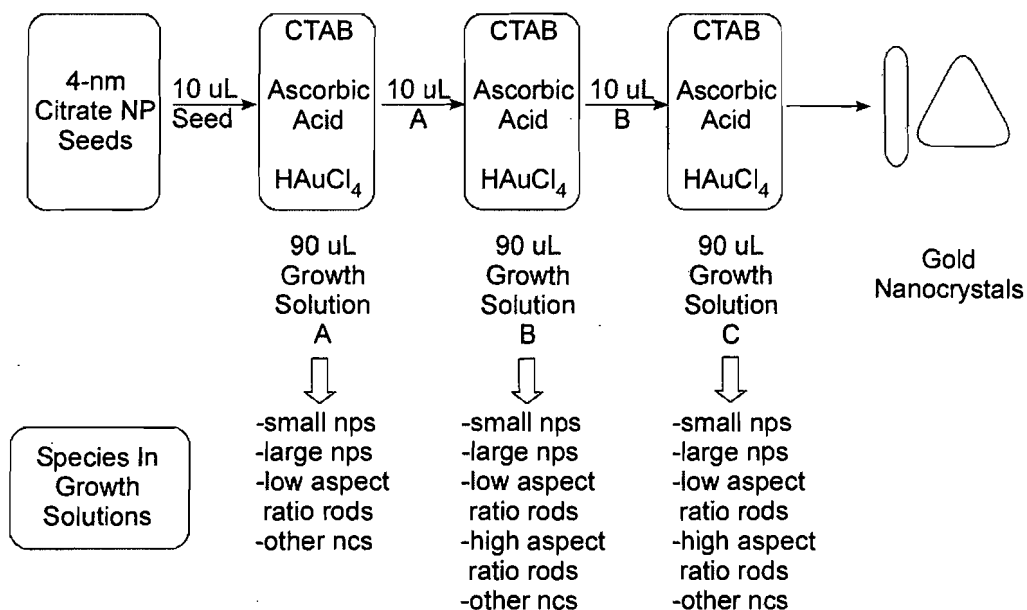 4-nm
Citrate NP
Seeds
10 uL
Seed
CTAB
Ascorbic
Acid
HAuCl4
10 uL
A
CTAB
Ascorbic
Acid
HAuCl4
10 uL
B
CTAB
Ascorbic
Acid
HAuCl4
90 uL
Growth
Solution
A
90 uL
Growth
Solution
B
90 uL
Growth
Solution
C
Gold
Nanocrystals
Species In
Growth
Solutions
-small nps
-large nps
-low aspect
ratio rods
-other ncs
-small nps
-large nps
-low aspect
ratio rods
-high aspect
ratio rods
-other ncs
-small nps
-large nps
-low aspect
ratio rods
-high aspect
ratio rods
-other ncs